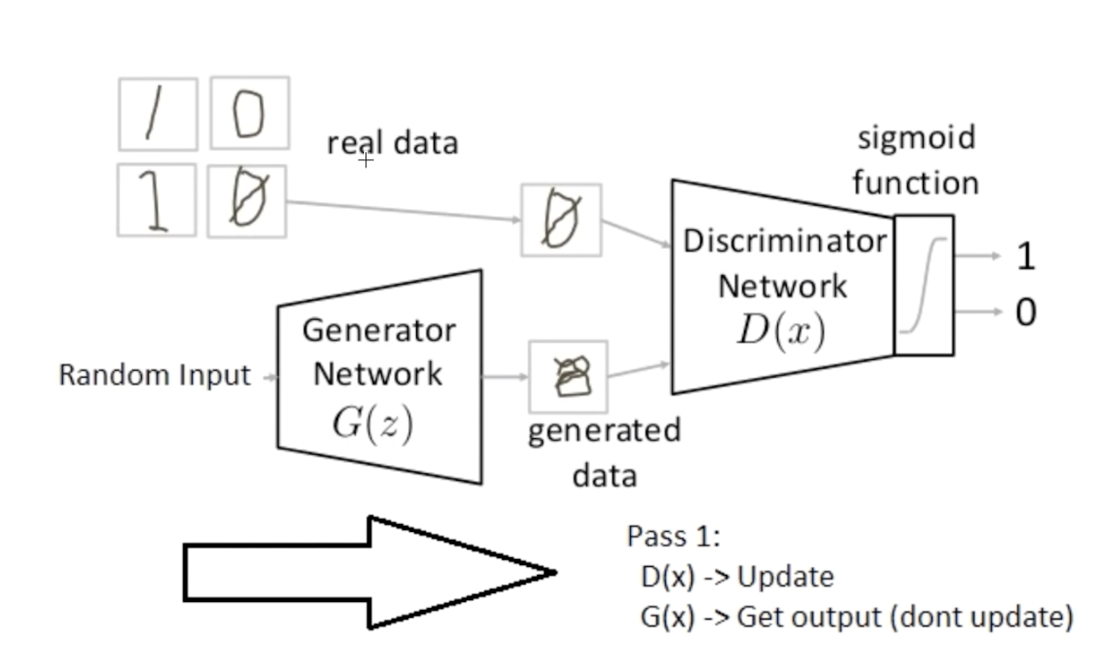 1 0
real data
1 0
0
sigmoid
function
Discriminator
Network
D(x)
1
0
Generator
Network
G(z)
Random Input
generated
data
Pass 1:
D(x) -> Update
G(x) -> Get output (dont update)